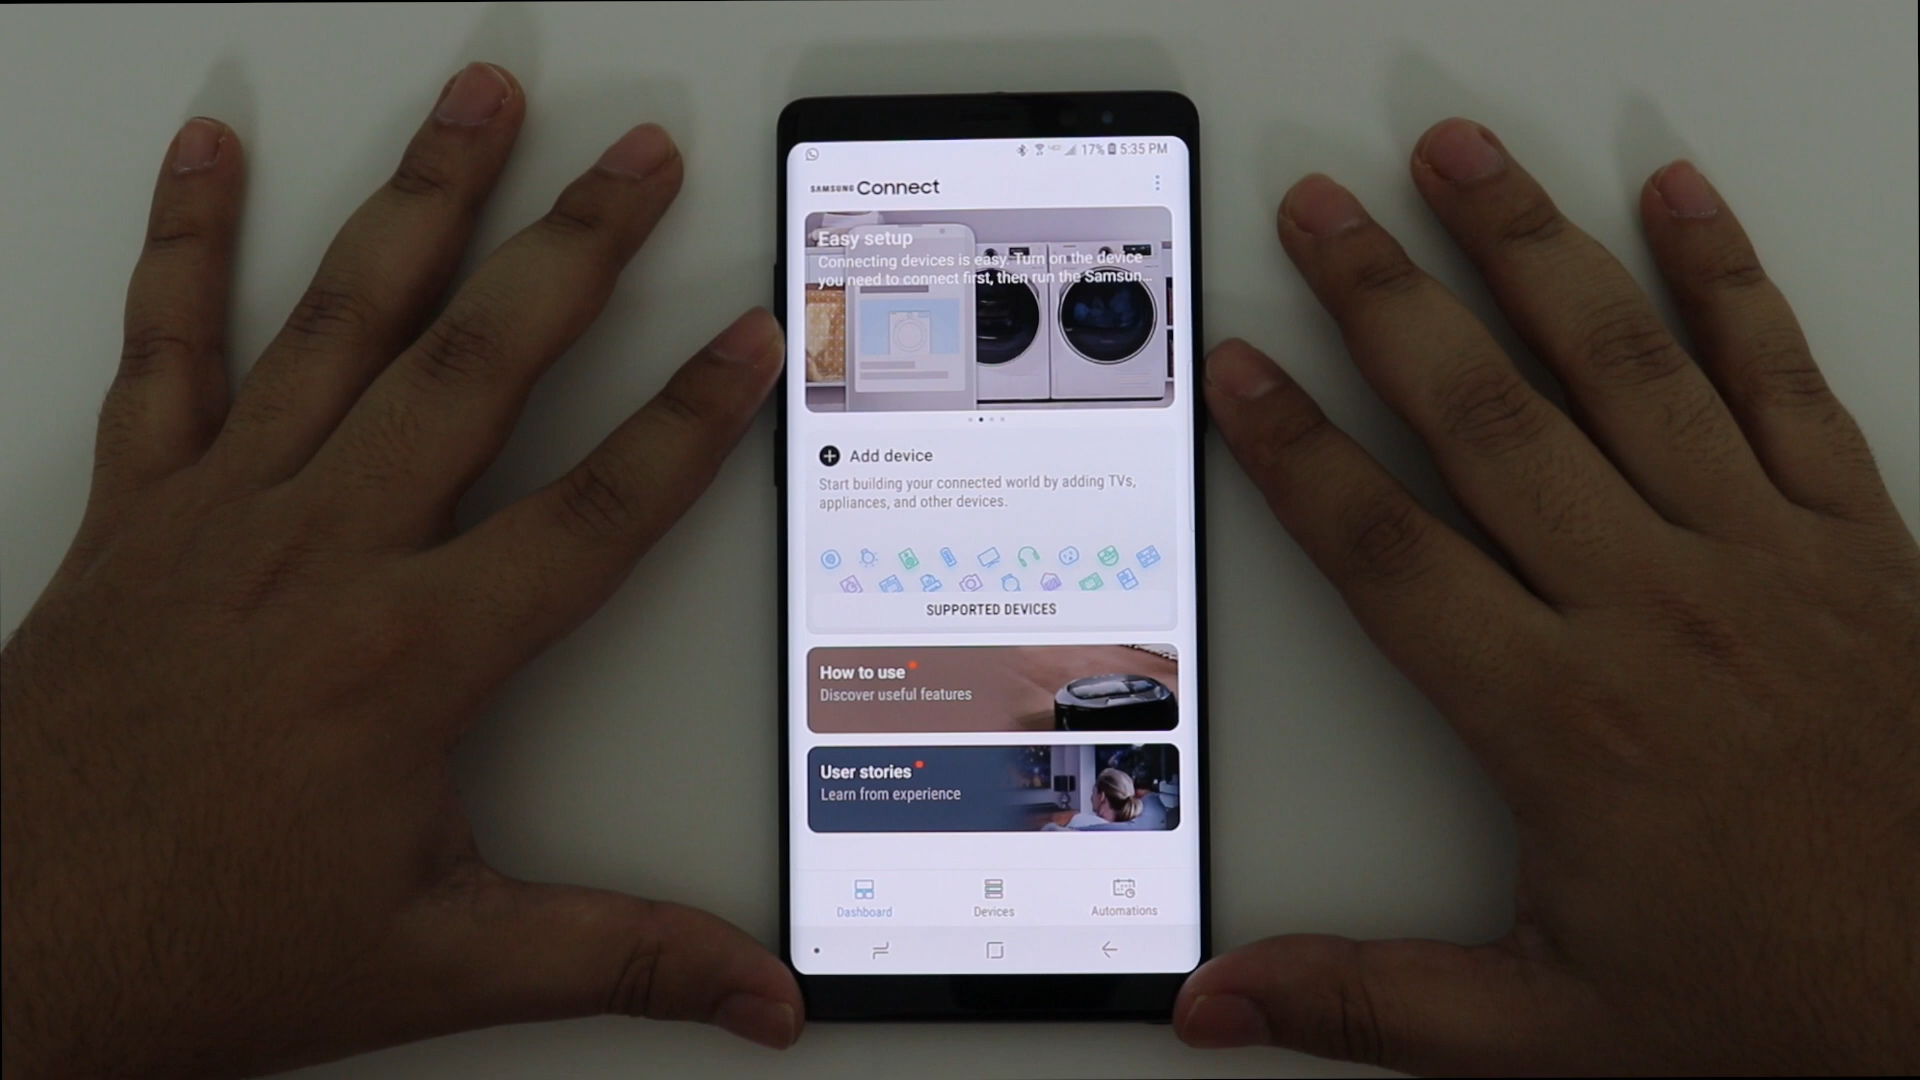 17% 5:35 PM
SAMSUNG Connect
Easy setup
Connecting devices is easy. Turn on the device
you need to connect first, then run the Samsun...
Add device
Start building your connected world by adding TVs,
appliances, and other devices.
SUPPORTED DEVICES
How to use
Discover useful features
User stories
Learn from experience
Dashboard Devices Automations